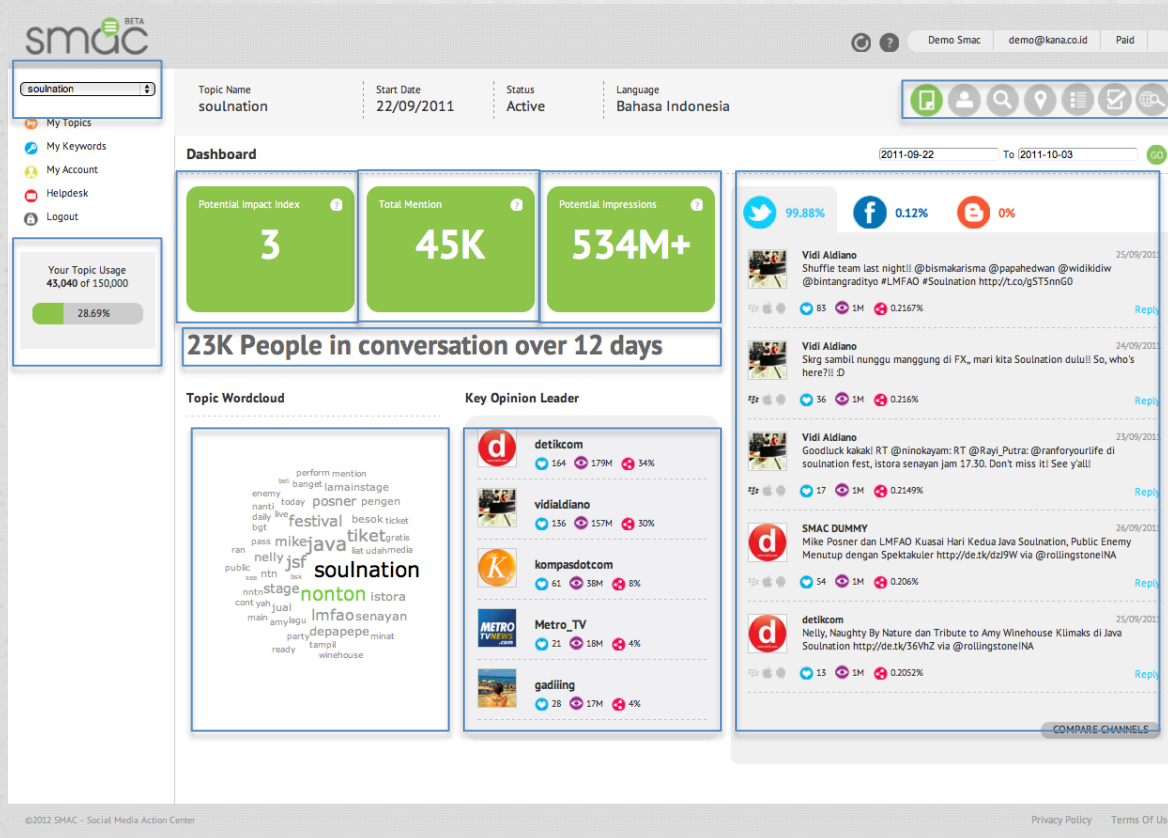 smac BETA
Demo Smac demo@kana.co.id Paid
soulnation
Topic Name Start Date Status Language
soulnation 22/09/2011 Active Bahasa Indonesia
My Topics
My Keywords
My Account
Helpdesk
Logout
Your Topic Usage
43,040 of 150,000
28.69%
Dashboard
2011-09-22 To 2011-10-03 GO
Potential Impact Index ?
3
Total Mention ?
45K
Potential Impressions ?
534M+
23K People in conversation over 12 days
Topic Wordcloud
perform mention
bell banget lamainstage
enemy
nanti today posner pengen
daily live festival besok ticket
bgt
pass mike java tiket gratis
ran nelly jsf liat udah media
public see ntn bsk soulnation
nntn stage nonton istora
cont yah jual
main amy lagu lmfao senayan
party depapepe minat
tampil
ready winehouse
Key Opinion Leader
detikcom
164 179M 34%
vidialdiano
136 157M 30%
kompasdotcom
61 38M 8%
Metro_TV
21 18M 4%
gadiiing
28 17M 4%
99.88% 0.12% 0%
Vidi Aldiano 25/09/2011
Shuffle team last night!! @bismakarisma @papahedwan @widikidiw
@bintangradityo #LMFAO #Soulnation http://t.co/gST5nnG0
83 1M 0.2167% Reply
Vidi Aldiano 24/09/2011
Skrg sambil nunggu manggung di FX,, mari kita Soulnation dulu!! So, who's
here?!! :D
36 1M 0.216% Reply
Vidi Aldiano 23/09/2011
Goodluck kakak! RT @ninokayam: RT @Rayi_Putra: @ranforyourlife di
soulnation fest, istora senayan jam 17.30. Don't miss it! See y'all!
17 1M 0.2149% Reply
SMAC DUMMY 26/09/2011
Mike Posner dan LMFAO Kuasai Hari Kedua Java Soulnation, Public Enemy
Menutup dengan Spektakuler http://de.tk/dzJ9W via @rollingstoneINA
54 1M 0.206% Reply
detikcom 25/09/2011
Nelly, Naughty By Nature dan Tribute to Amy Winehouse Klimaks di Java
Soulnation http://de.tk/36VhZ via @rollingstoneINA
13 1M 0.2052% Reply
COMPARE CHANNELS
©2012 SMAC - Social Media Action Center
Privacy Policy Terms Of Us